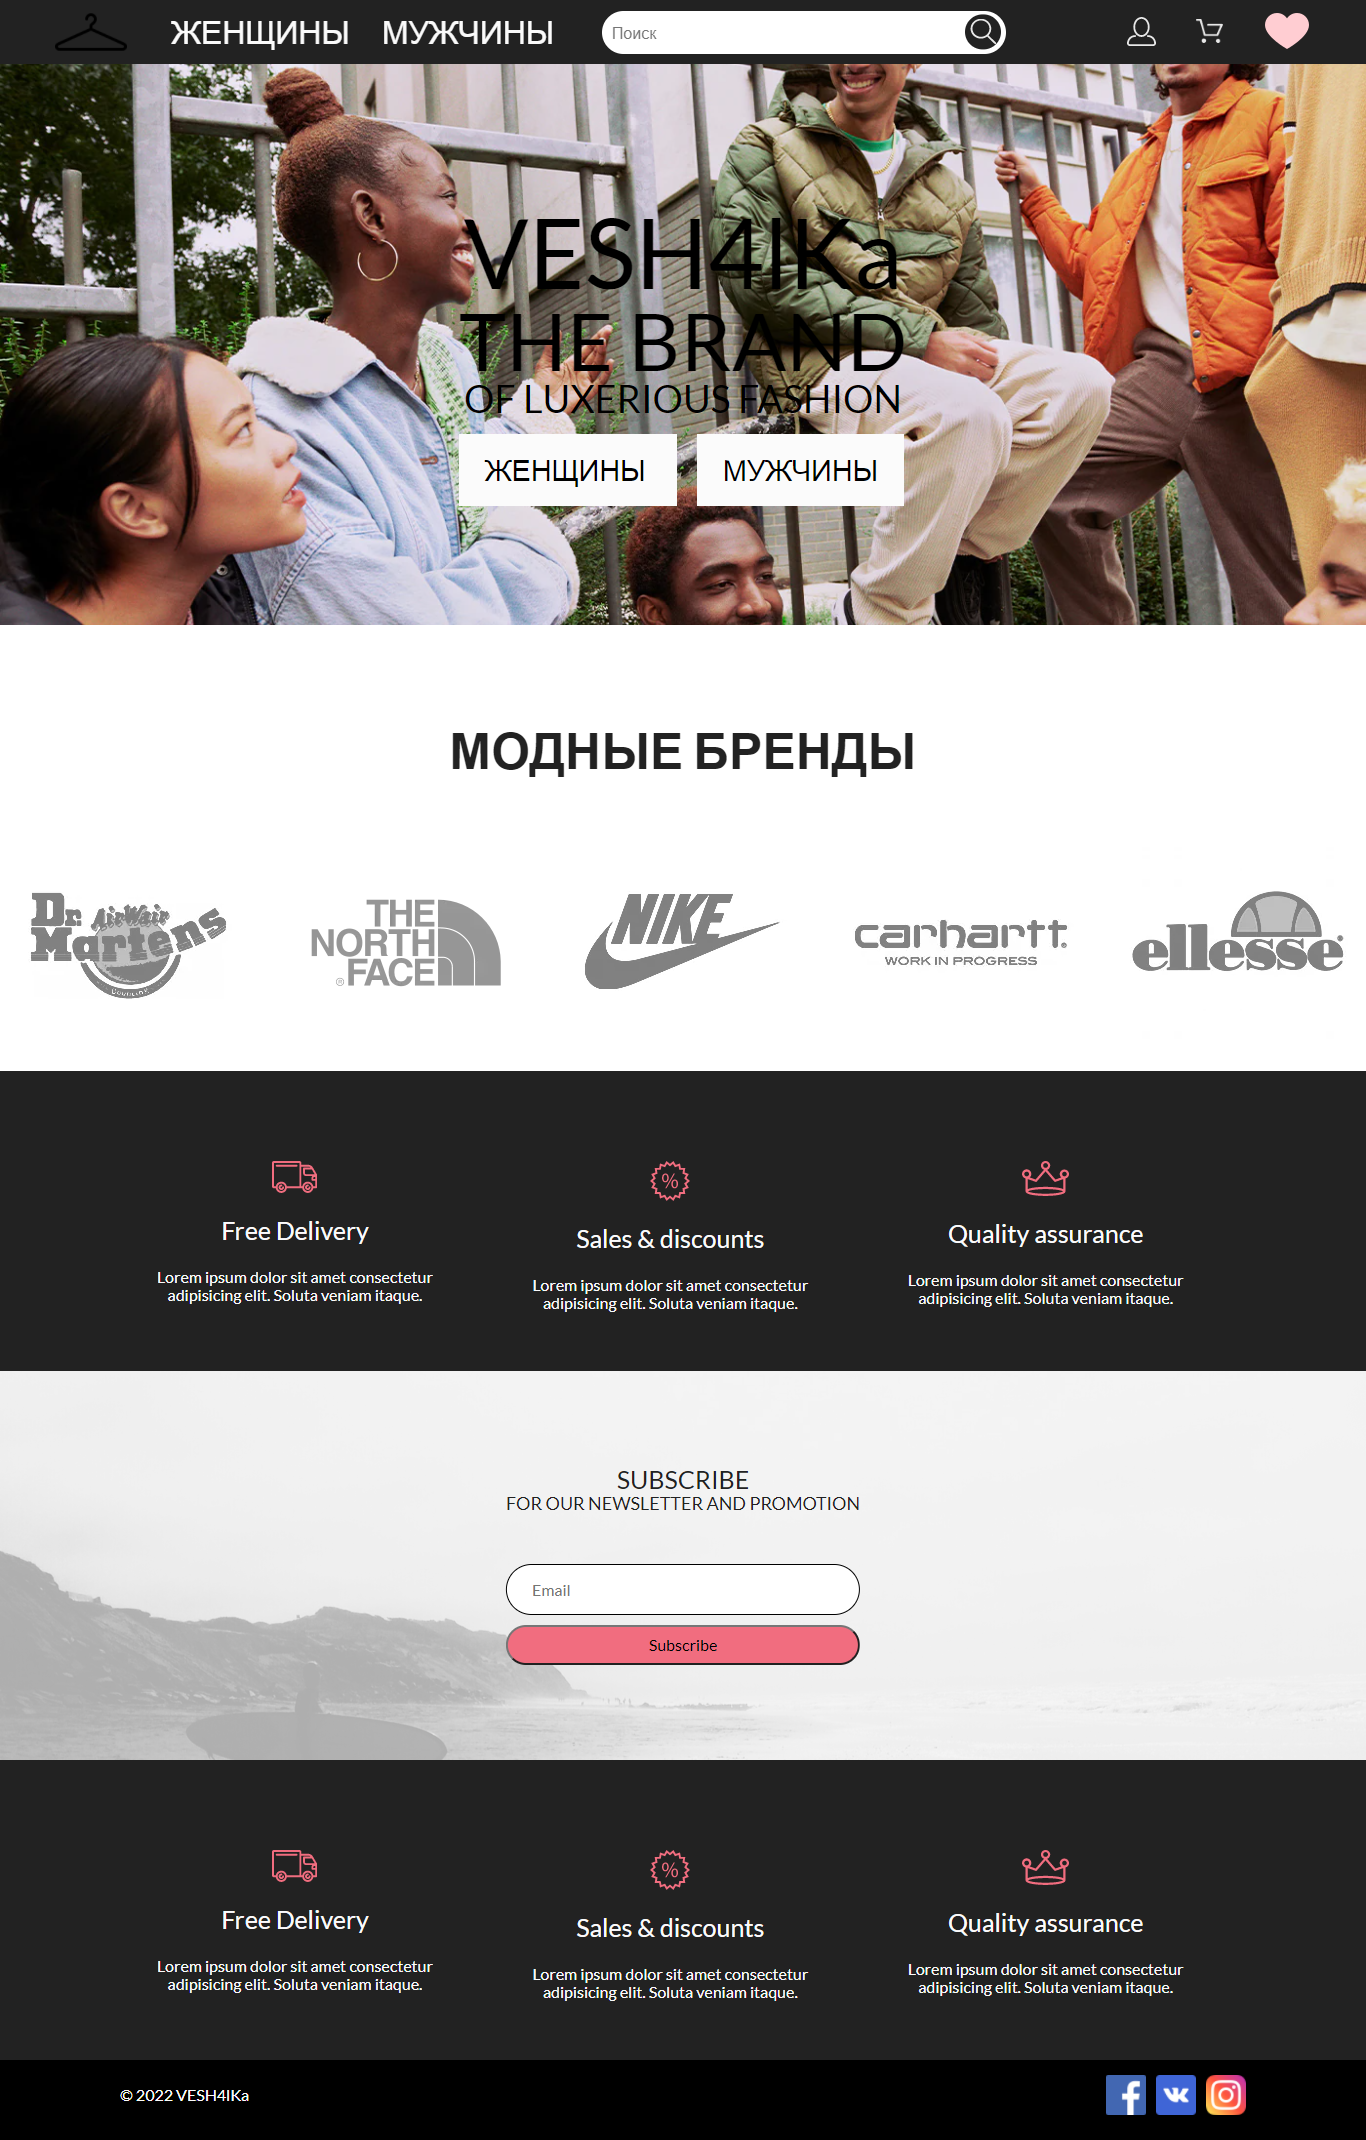 ЖЕНЩИНЫ МУЖЧИНЫ Поиск
VESH4IKa
THE BRAND
OF LUXERIOUS FASHION
ЖЕНЩИНЫ МУЖЧИНЫ
МОДНЫЕ БРЕНДЫ
Dr. AirWair
Martens
THE
NORTH
FACE
®
NIKE
carhartt.
WORK IN PROGRESS
ellesse
Free Delivery
Lorem ipsum dolor sit amet consectetur
adipisicing elit. Soluta veniam itaque.
%
Sales & discounts
Lorem ipsum dolor sit amet consectetur
adipisicing elit. Soluta veniam itaque.
Quality assurance
Lorem ipsum dolor sit amet consectetur
adipisicing elit. Soluta veniam itaque.
SUBSCRIBE
FOR OUR NEWSLETTER AND PROMOTION
Email
Subscribe
Free Delivery
Lorem ipsum dolor sit amet consectetur
adipisicing elit. Soluta veniam itaque.
%
Sales & discounts
Lorem ipsum dolor sit amet consectetur
adipisicing elit. Soluta veniam itaque.
Quality assurance
Lorem ipsum dolor sit amet consectetur
adipisicing elit. Soluta veniam itaque.
© 2022 VESH4IKa